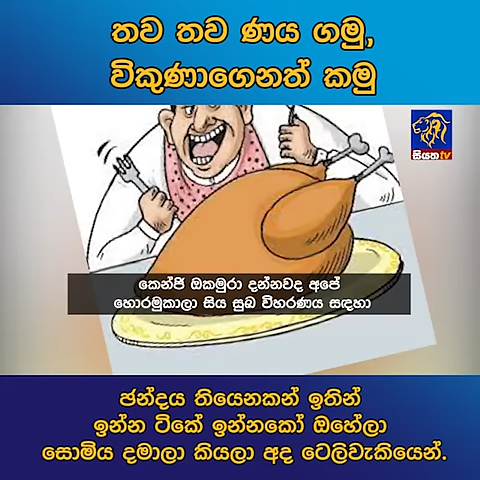 තව තව ණය ගමු,
විකුණාගෙනත් කමු
සියත tv
කෙන්ජි ඔකමුරා දන්නවද අපේ
හොරමුකාලා සිය සුඛ විහරණය සඳහා
ඡන්දය තියෙනකන් ඉතින්
ඉන්න ටිකේ ඉන්නකෝ ඔහේලා
සොමිය දමාලා කියලා අද ටෙලිවැකියෙන්.